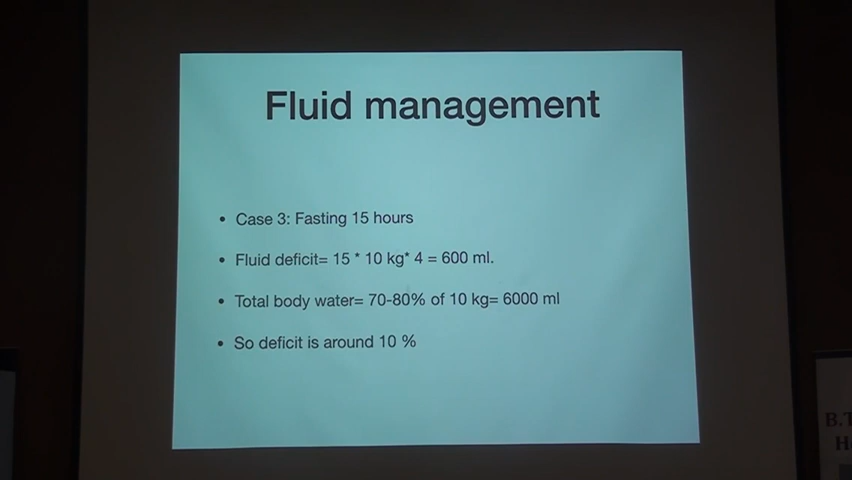 Fluid management
• Case 3: Fasting 15 hours
• Fluid deficit= 15 * 10 kg* 4 = 600 ml.
• Total body water= 70-80% of 10 kg= 6000 ml
• So deficit is around 10 %
B.